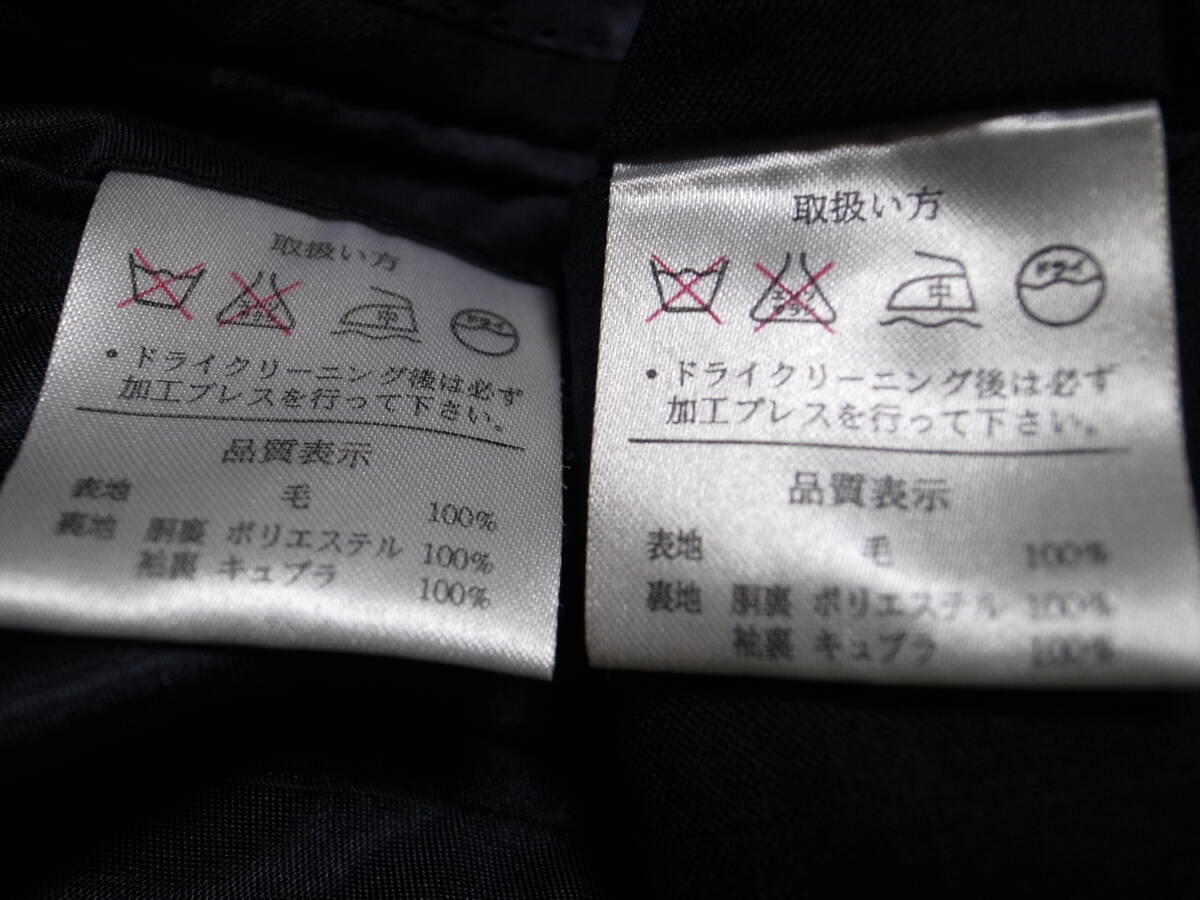 取扱い方
中
ドライ
・ドライクリーニング後は必ず
加工プレスを行って下さい。
品質表示
表地 毛 100%
裏地 胴裏 ポリエステル 100%
袖裏 キュプラ 100%
取扱い方
中
ドライ
・ドライクリーニング後は必ず
加工プレスを行って下さい。
品質表示
表地 毛 100%
裏地 胴裏 ポリエステル 100%
袖裏 キュプラ 100%